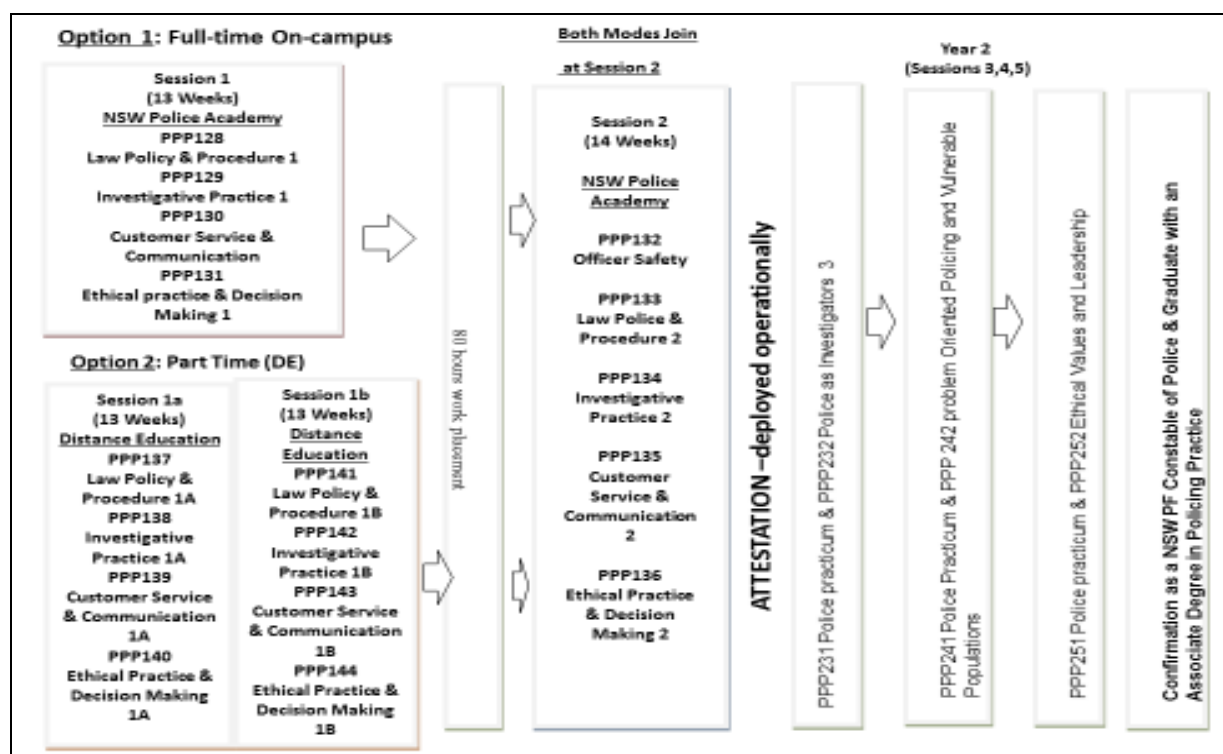 Option 1: Full-time On-campus
Session 1
(13 Weeks)
NSW Police Academy
PPP128
Law Policy & Procedure 1
PPP129
Investigative Practice 1
PPP130
Customer Service &
Communication
PPP131
Ethical practice & Decision
Making 1
Option 2: Part Time (DE)
Session 1a
(13 Weeks)
Distance Education
PPP137
Law Policy &
Procedure 1A
PPP138
Investigative
Practice 1A
PPP139
Customer Service
& Communication
1A
PPP140
Ethical Practice &
Decision Making
1A
Session 1b
(13 Weeks)
Distance
Education
PPP141
Law Policy &
Procedure 1B
PPP142
Investigative
Practice 1B
PPP143
Customer Service
& Communication
1B
PPP144
Ethical Practice &
Decision Making
1B
80 hours work placement
Both Modes Join
at Session 2
Session 2
(14 Weeks)
NSW Police
Academy
PPP132
Officer Safety
PPP133
Law Police &
Procedure 2
PPP134
Investigative
Practice 2
PPP135
Customer
Service &
Communication
2
PPP136
Ethical Practice
& Decision
Making 2
ATTESTATION –deployed operationally
Year 2
(Sessions 3,4,5)
PPP231 Police practicum & PPP232 Police as Investigators 3
PPP241 Police Practicum & PPP 242 problem Oriented Policing and Vulnerable
Populations
PPP251 Police practicum & PPP252 Ethical Values and Leadership
Confirmation as a NSWPF Constable of Police & Graduate with an
Associate Degree in Policing Practice